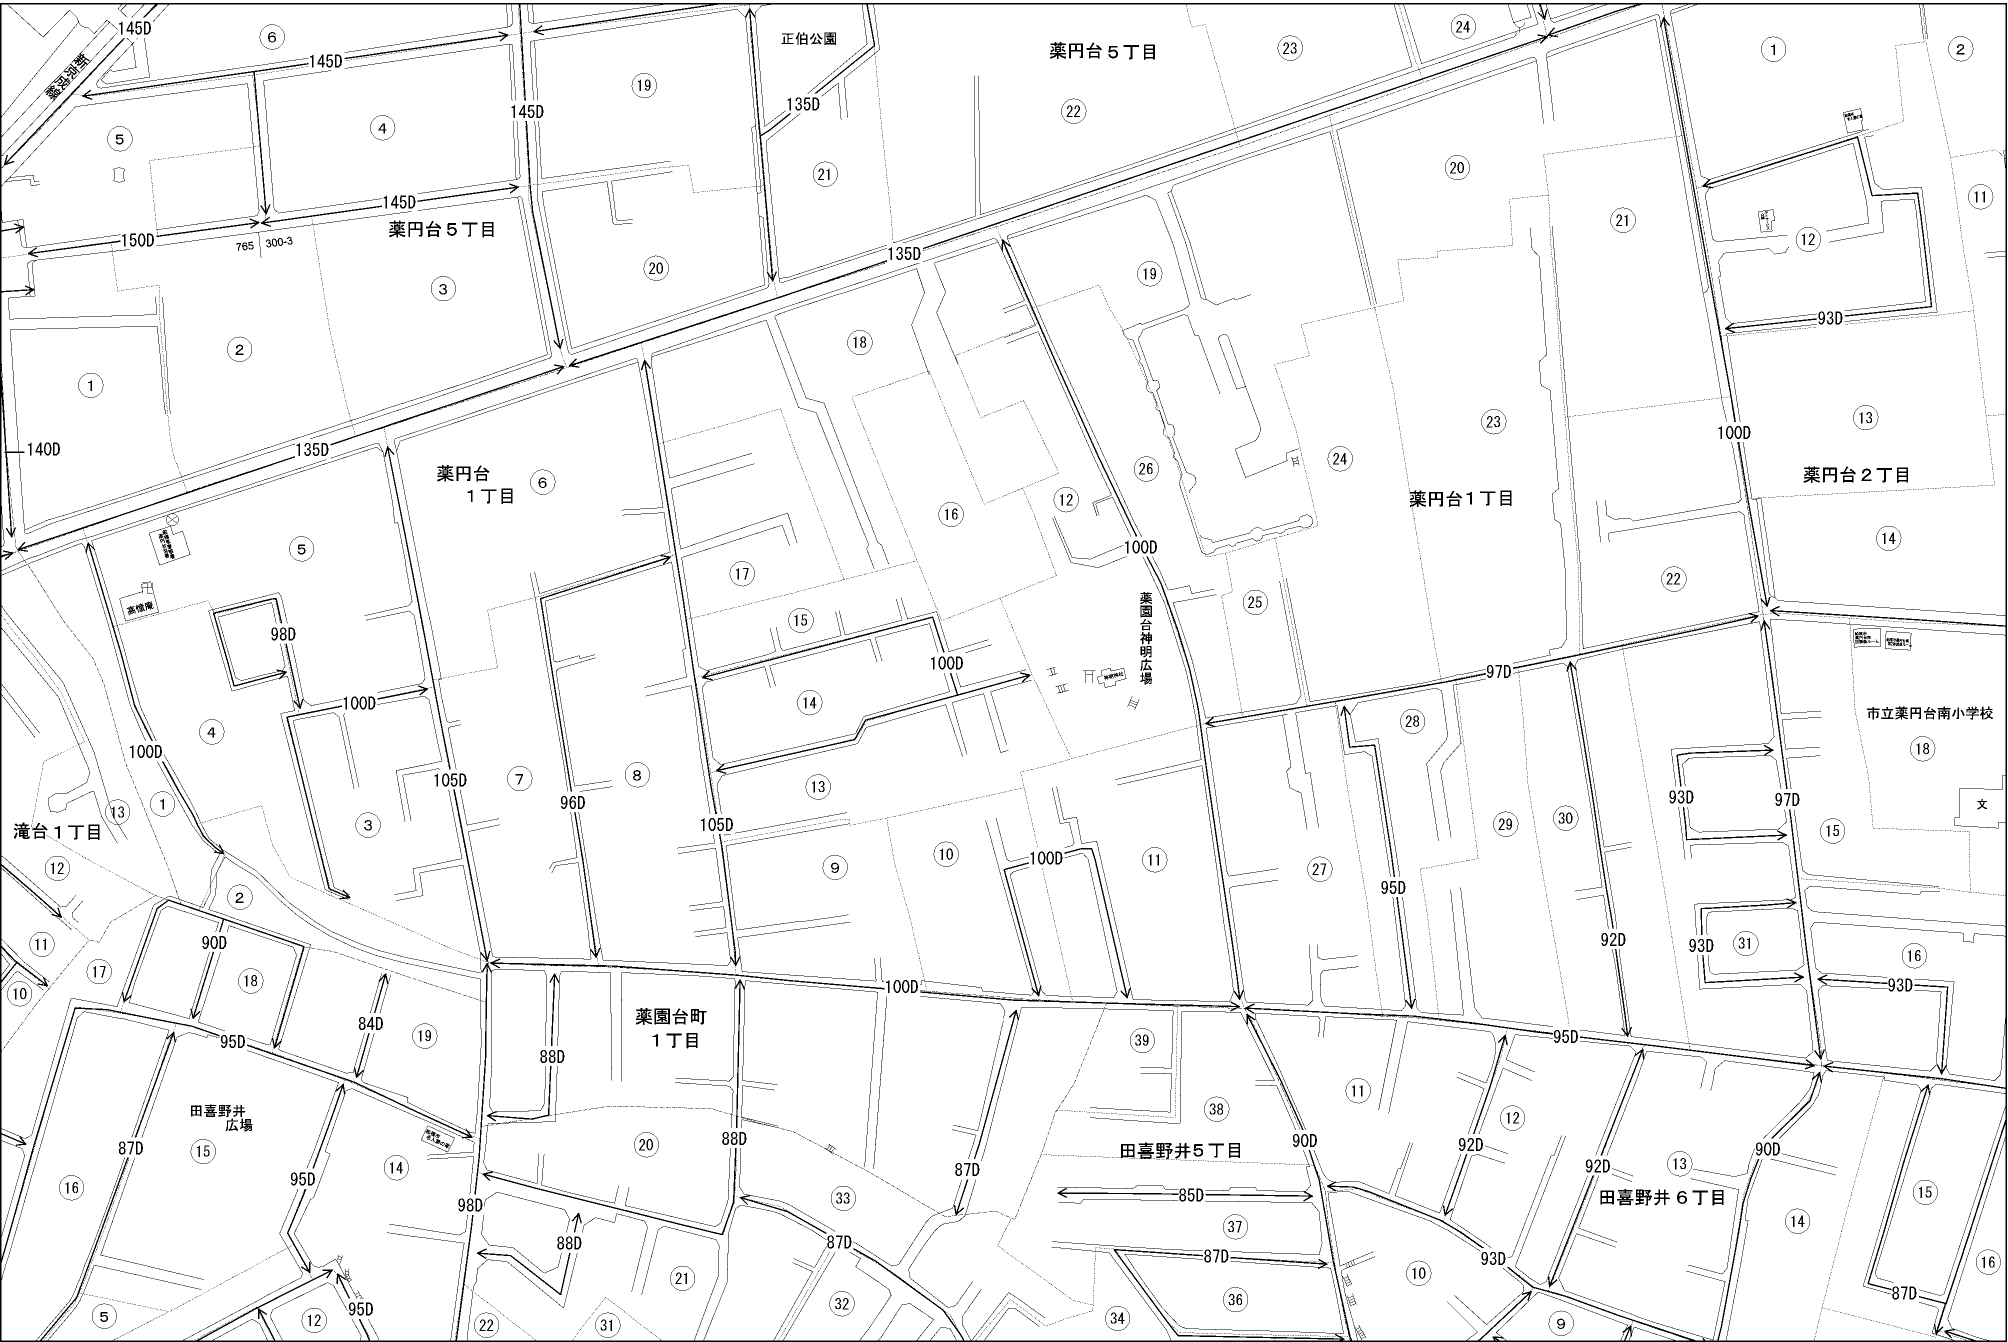 145D
新京成線
⑥
145D
⑤
④
145D
⑲
正伯公園
135D
薬円台５丁目
㉓
㉔
㉒
①
②
⑳
㉑
⑪
㉑
145D
薬円台５丁目
150D
765
300-3
⑳
135D
③
⑲
⑫
93D
②
①
⑱
㉓
⑬
100D
薬円台２丁目
140D
135D
薬円台
１丁目
⑥
⑯
⑫
㉖
㉔
薬円台１丁目
⑤
100D
⑭
⑰
㉒
高憧庵
98D
⑮
薬園台神明広場
㉕
100D
97D
100D
④
⑭
㉘
市立薬円台南小学校
⑱
100D
105D
⑦
⑧
⑬
93D
97D
文
⑬
①
96D
105D
㉙
㉚
⑮
滝台１丁目
③
⑫
⑨
⑩
100D
⑪
㉗
95D
②
90D
92D
93D
㉛
⑯
⑪
⑰
⑱
⑩
100D
93D
84D
⑲
薬園台町
１丁目
95D
88D
㊴
95D
田喜野井
広場
⑪
⑫
㊳
87D
⑮
88D
⑳
90D
92D
90D
⑭
87D
田喜野井５丁目
92D
⑬
⑯
95D
85D
田喜野井６丁目
⑮
98D
㉝
㊲
⑭
88D
87D
87D
93D
⑩
⑯
㉑
㊱
87D
⑤
⑫
95D
㉒
㉛
㉜
㉞
⑨